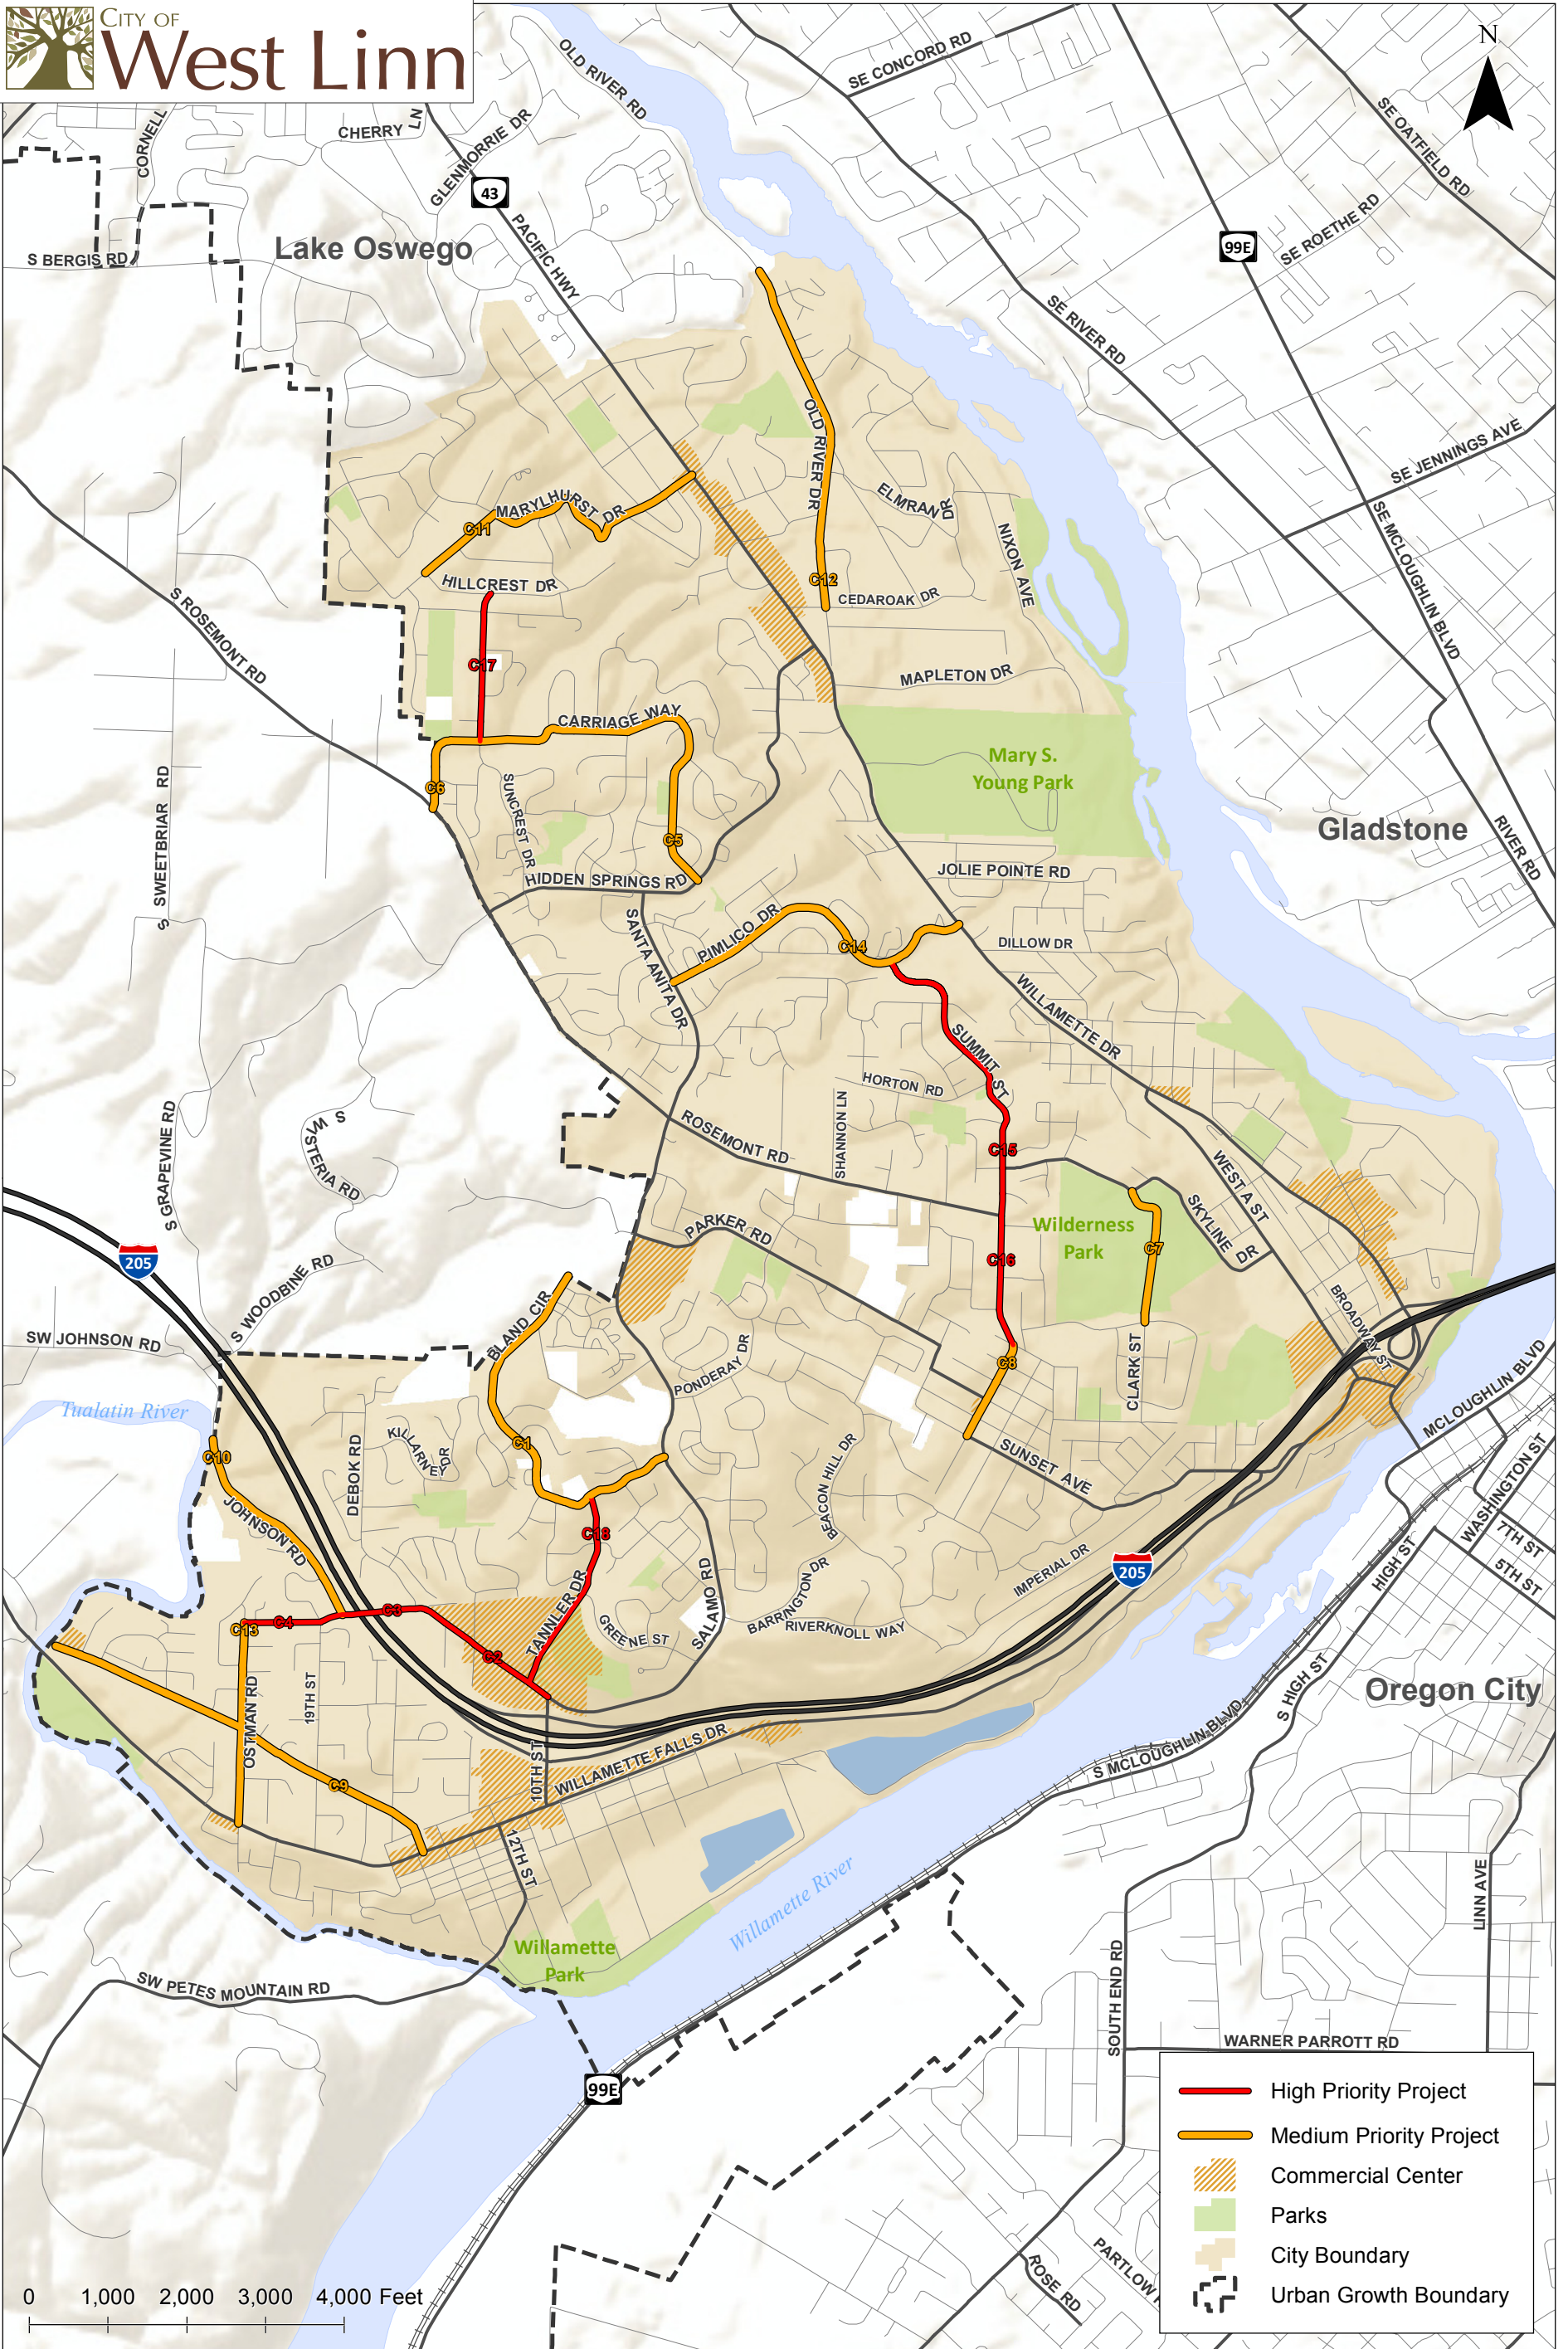 CITY OF
West Linn
N
OLD RIVER RD
SE CONCORD RD
SE OATFIELD RD
CORNELL
CHERRY LN
GLENMORRIE DR
43
PACIFIC HWY
SE ROETHE RD
99E
Lake Oswego
S BERGIS RD
SE RIVER RD
OLD RIVER DR
SE JENNINGS AVE
ELMRAN DR
MARYLHURST DR
C11
NIXON AVE
SE MCLOUGHLIN BLVD
HILLCREST DR
C12
CEDAROAK DR
S ROSEMONT RD
C17
MAPLETON DR
CARRIAGE WAY
Mary S.
Young Park
C6
S SWEETBRIAR RD
SUNCREST DR
C5
Gladstone
RIVER RD
HIDDEN SPRINGS RD
JOLIE POINTE RD
SANTA ANITA DR
PIMLICO DR
C14
DILLOW DR
WILLAMETTE DR
SUMMIT ST
HORTON RD
SHANNON LN
ROSEMONT RD
S WISTERIA RD
S GRAPEVINE RD
C15
WEST A ST
SKYLINE DR
PARKER RD
Wilderness
Park
C7
C16
205
S WOODBINE RD
BROADWAY ST
SW JOHNSON RD
BLAND CIR
PONDERAY DR
C8
CLARK ST
MCLOUGHLIN BLVD
Tualatin River
C10
DEBOK RD
KILLARNEY DR
C1
BEACON HILL DR
SUNSET AVE
WASHINGTON ST
7TH ST
5TH ST
HIGH ST
JOHNSON RD
C18
205
IMPERIAL DR
BARRINGTON DR
RIVERKNOLL WAY
TANNLER DR
GREENE ST
SALAMO RD
C3
C4
C13
C2
OSTMAN RD
19TH ST
S HIGH ST
Oregon City
C9
10TH ST
WILLAMETTE FALLS DR
S MCLOUGHLIN BLVD
12TH ST
Willamette River
LINN AVE
Willamette
Park
SW PETES MOUNTAIN RD
SOUTH END RD
WARNER PARROTT RD
99E
High Priority Project
Medium Priority Project
Commercial Center
Parks
City Boundary
Urban Growth Boundary
ROSE RD
PARTLOW
0 1,000 2,000 3,000 4,000 Feet